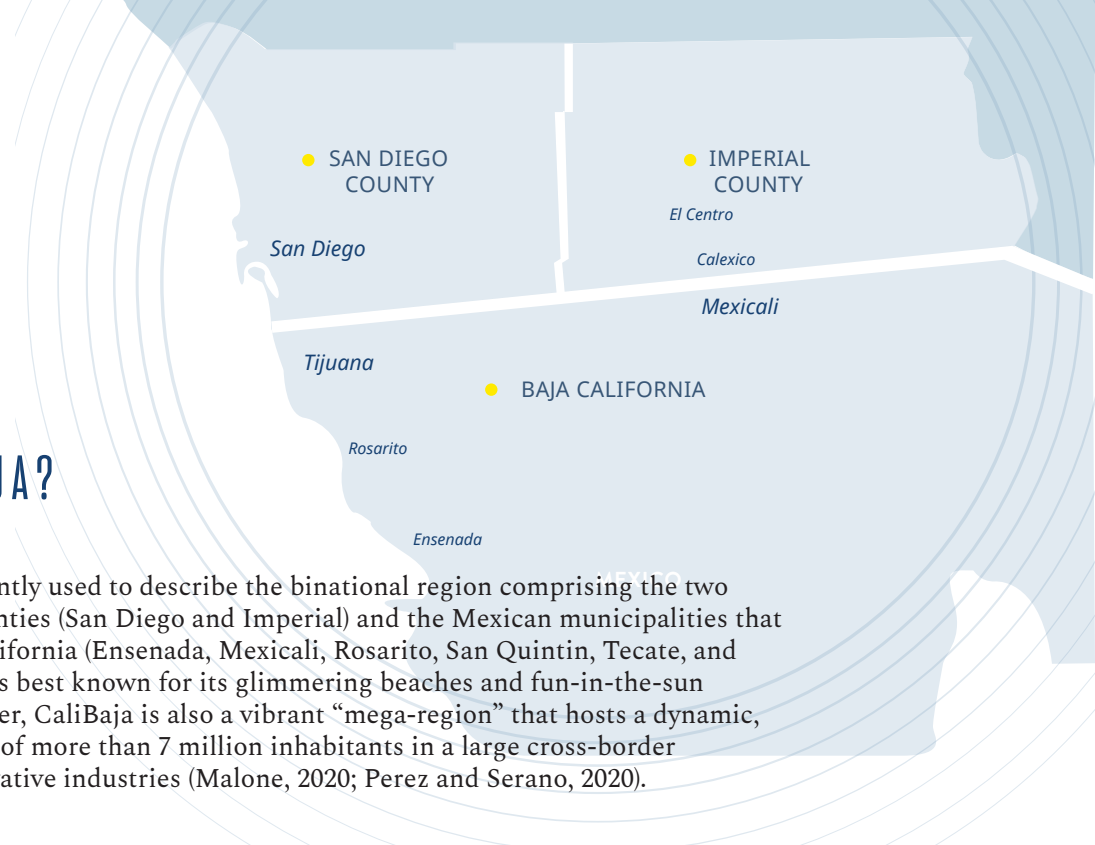 SAN DIEGO
COUNTY
IMPERIAL
COUNTY
El Centro
San Diego
Calexico
Mexicali
Tijuana
BAJA CALIFORNIA
Rosarito
JA?
Ensenada
MEXICO
ntly used to describe the binational region comprising the two
nties (San Diego and Imperial) and the Mexican municipalities that
ifornia (Ensenada, Mexicali, Rosarito, San Quintin, Tecate, and
s best known for its glimmering beaches and fun-in-the-sun
er, CaliBaja is also a vibrant “mega-region” that hosts a dynamic,
of more than 7 million inhabitants in a large cross-border
ative industries (Malone, 2020; Perez and Serano, 2020).